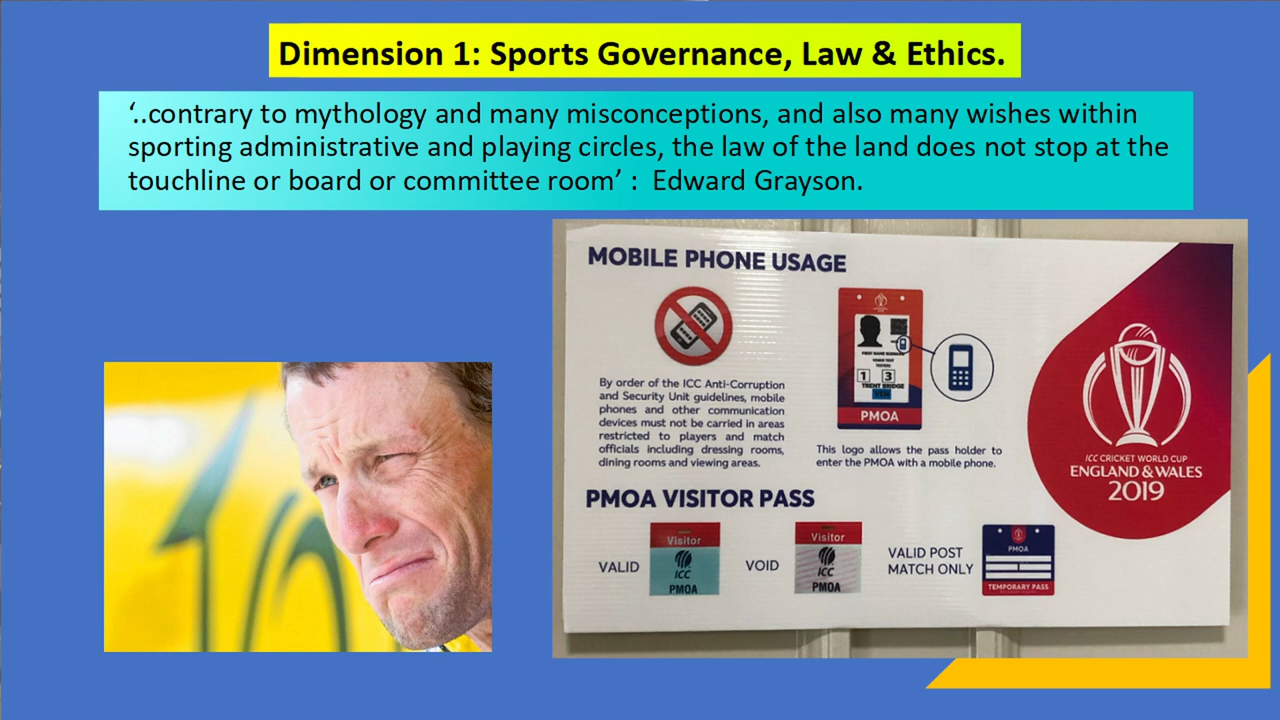 Dimension 1: Sports Governance, Law & Ethics.
‘..contrary to mythology and many misconceptions, and also many wishes within
sporting administrative and playing circles, the law of the land does not stop at the
touchline or board or committee room’ :  Edward Grayson.
MOBILE PHONE USAGE
By order of the ICC Anti-Corruption
and Security Unit guidelines, mobile
phones and other communication
devices must not be carried in areas
restricted to players and match
officials including dressing rooms,
dining rooms and viewing areas.
1 3
TRENT BRIDGE
PMOA
This logo allows the pass holder to
enter the PMOA with a mobile phone.
ICC CRICKET WORLD CUP
ENGLAND & WALES
2019
PMOA VISITOR PASS
VALID
Visitor
ICC
PMOA
VOID
Visitor
ICC
PMOA
VALID POST
MATCH ONLY
PMOA
TEMPORARY PASS
10